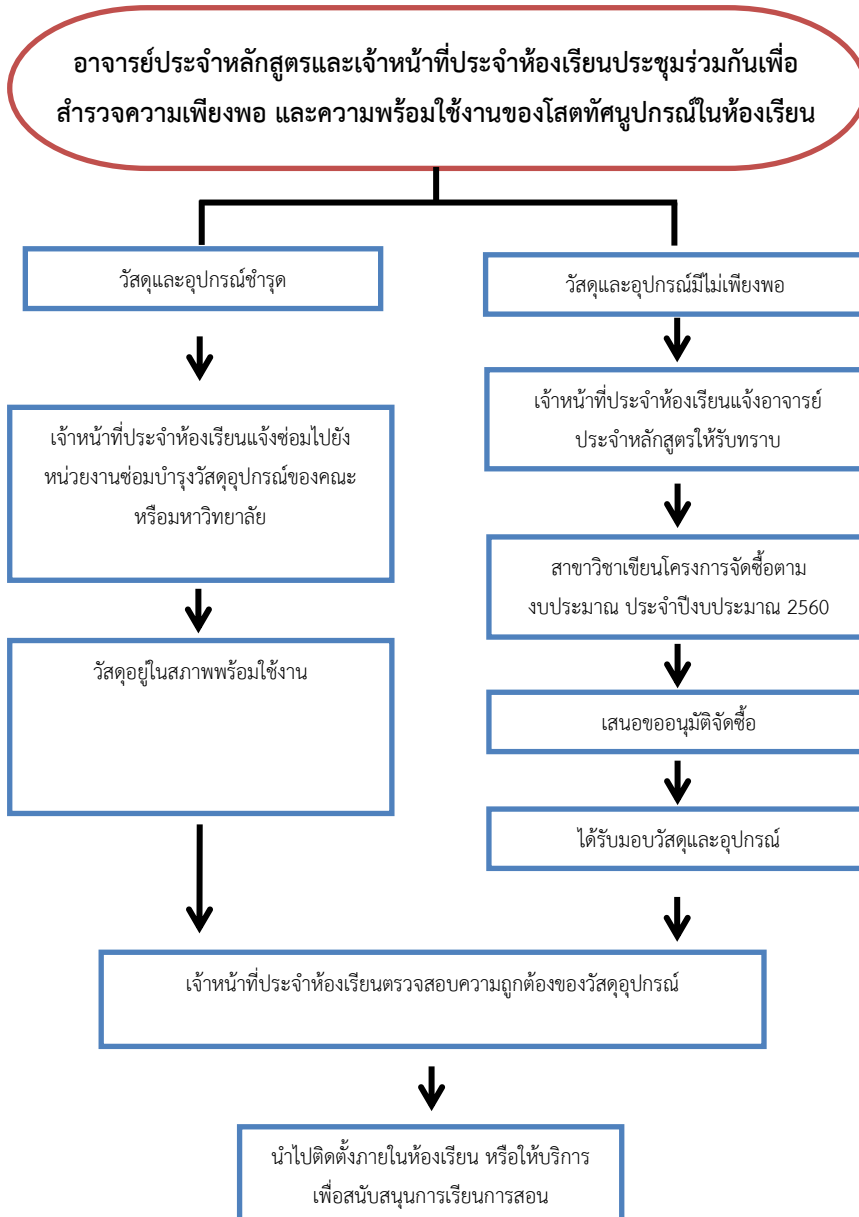 อาจารย์ประจำหลักสูตรและเจ้าหน้าที่ประจำห้องเรียนประชุมร่วมกันเพื่อ
สำรวจความเพียงพอ และความพร้อมใช้งานของโสตทัศนูปกรณ์ในห้องเรียน
วัสดุและอุปกรณ์ชำรุด
เจ้าหน้าที่ประจำห้องเรียนแจ้งซ่อมไปยัง
หน่วยงานซ่อมบำรุงวัสดุอุปกรณ์ของคณะ
หรือมหาวิทยาลัย
วัสดุอยู่ในสภาพพร้อมใช้งาน
วัสดุและอุปกรณ์มีไม่เพียงพอ
เจ้าหน้าที่ประจำห้องเรียนแจ้งอาจารย์
ประจำหลักสูตรให้รับทราบ
สาขาวิชาเขียนโครงการจัดซื้อตาม
งบประมาณ ประจำปีงบประมาณ 2560
เสนอขออนุมัติจัดซื้อ
ได้รับมอบวัสดุและอุปกรณ์
เจ้าหน้าที่ประจำห้องเรียนตรวจสอบความถูกต้องของวัสดุอุปกรณ์
นำไปติดตั้งภายในห้องเรียน หรือให้บริการ
เพื่อสนับสนุนการเรียนการสอน